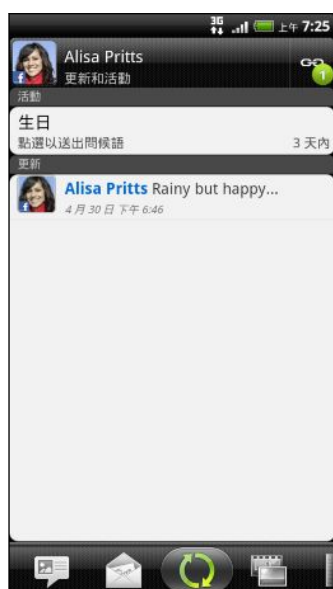 3G 上午 7:25
Alisa Pritts
更新和活動
1
活動
生日
點選以送出問候語 3 天內
更新
Alisa Pritts Rainy but happy...
4 月 30 日 下午 6:46